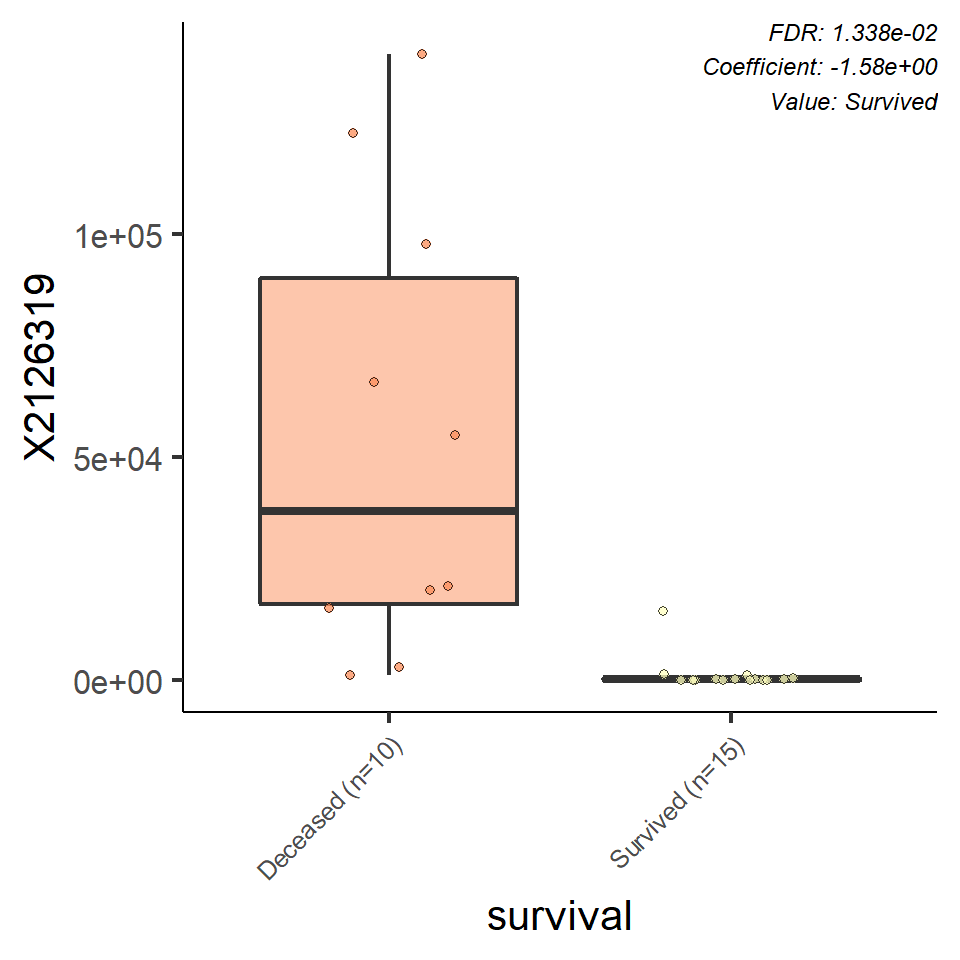 FDR: 1.338e-02
Coefficient: -1.58e+00
Value: Survived
X2126319
1e+05
5e+04
0e+00
Deceased (n=10)
Survived (n=15)
survival